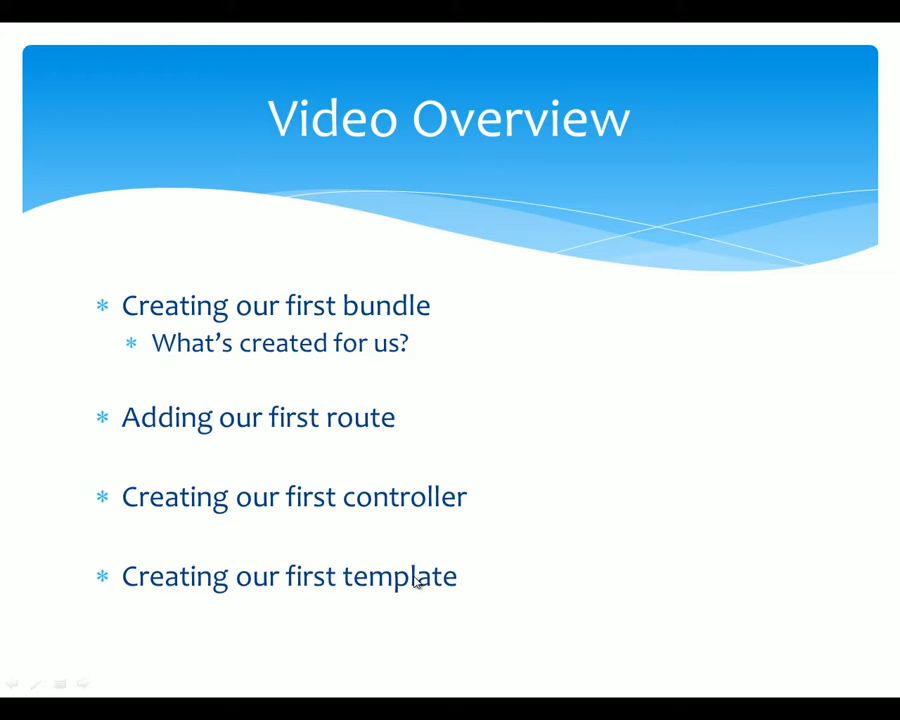 Video Overview
* Creating our first bundle
* What's created for us?
* Adding our first route
* Creating our first controller
* Creating our first template